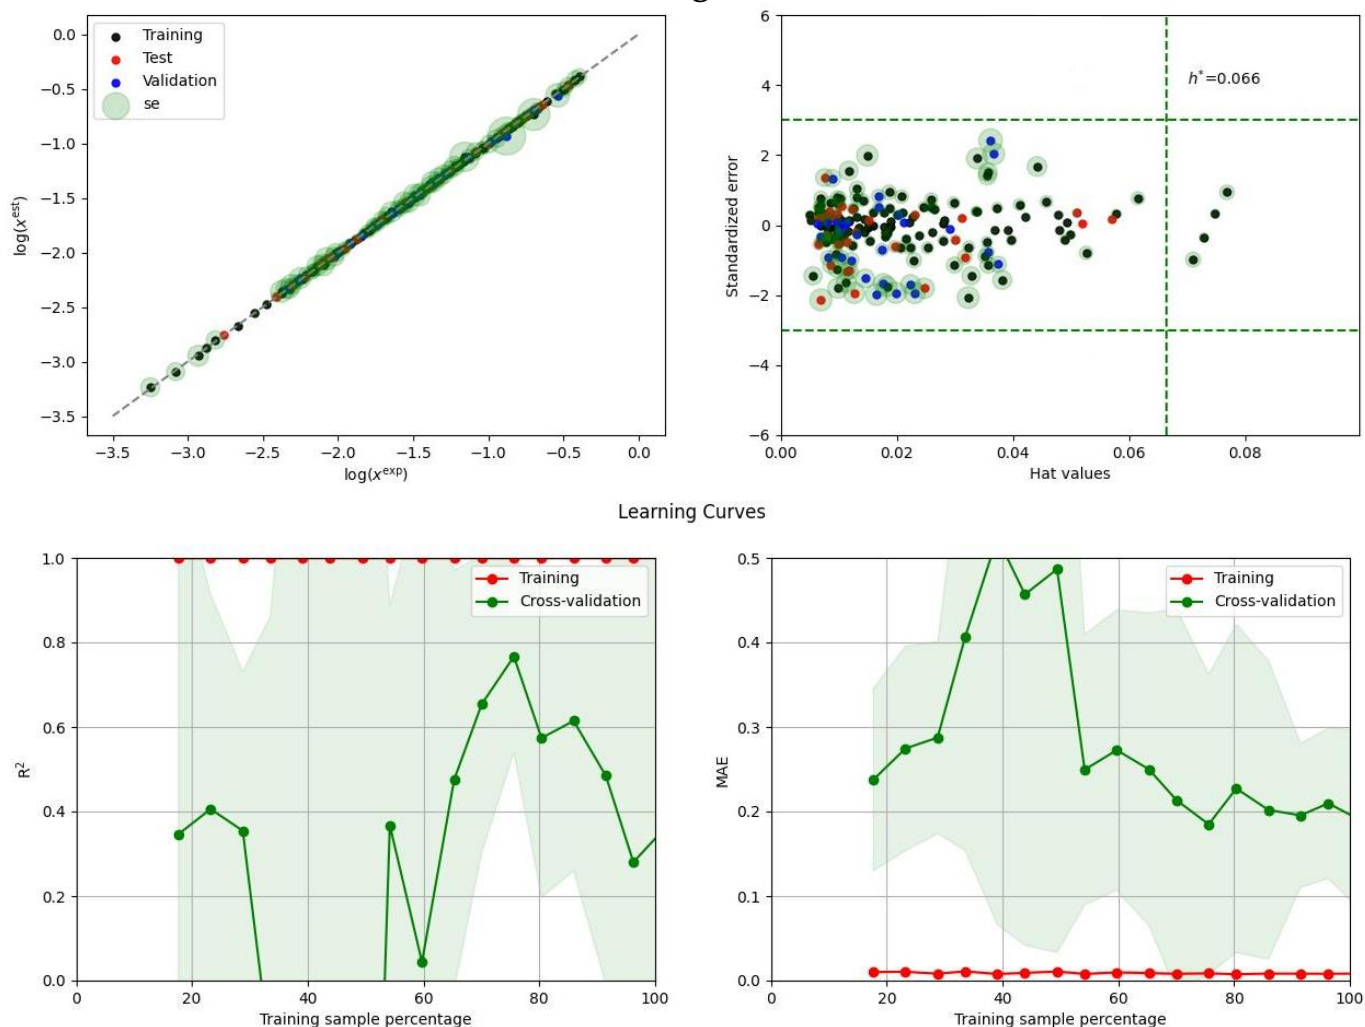 0.0
−0.5
−1.0
−1.5
−2.0
−2.5
−3.0
−3.5
log(x^est)
Training
Test
Validation
se
−3.5 −3.0 −2.5 −2.0 −1.5 −1.0 −0.5 0.0
log(x^exp)
6
4
2
0
−2
−4
−6
Standardized error
h*=0.066
0.00 0.02 0.04 0.06 0.08
Hat values
Learning Curves
1.0
0.8
0.6
0.4
0.2
0.0
R²
Training
Cross-validation
0 20 40 60 80 100
Training sample percentage
0.5
0.4
0.3
0.2
0.1
0.0
MAE
Training
Cross-validation
0 20 40 60 80 100
Training sample percentage